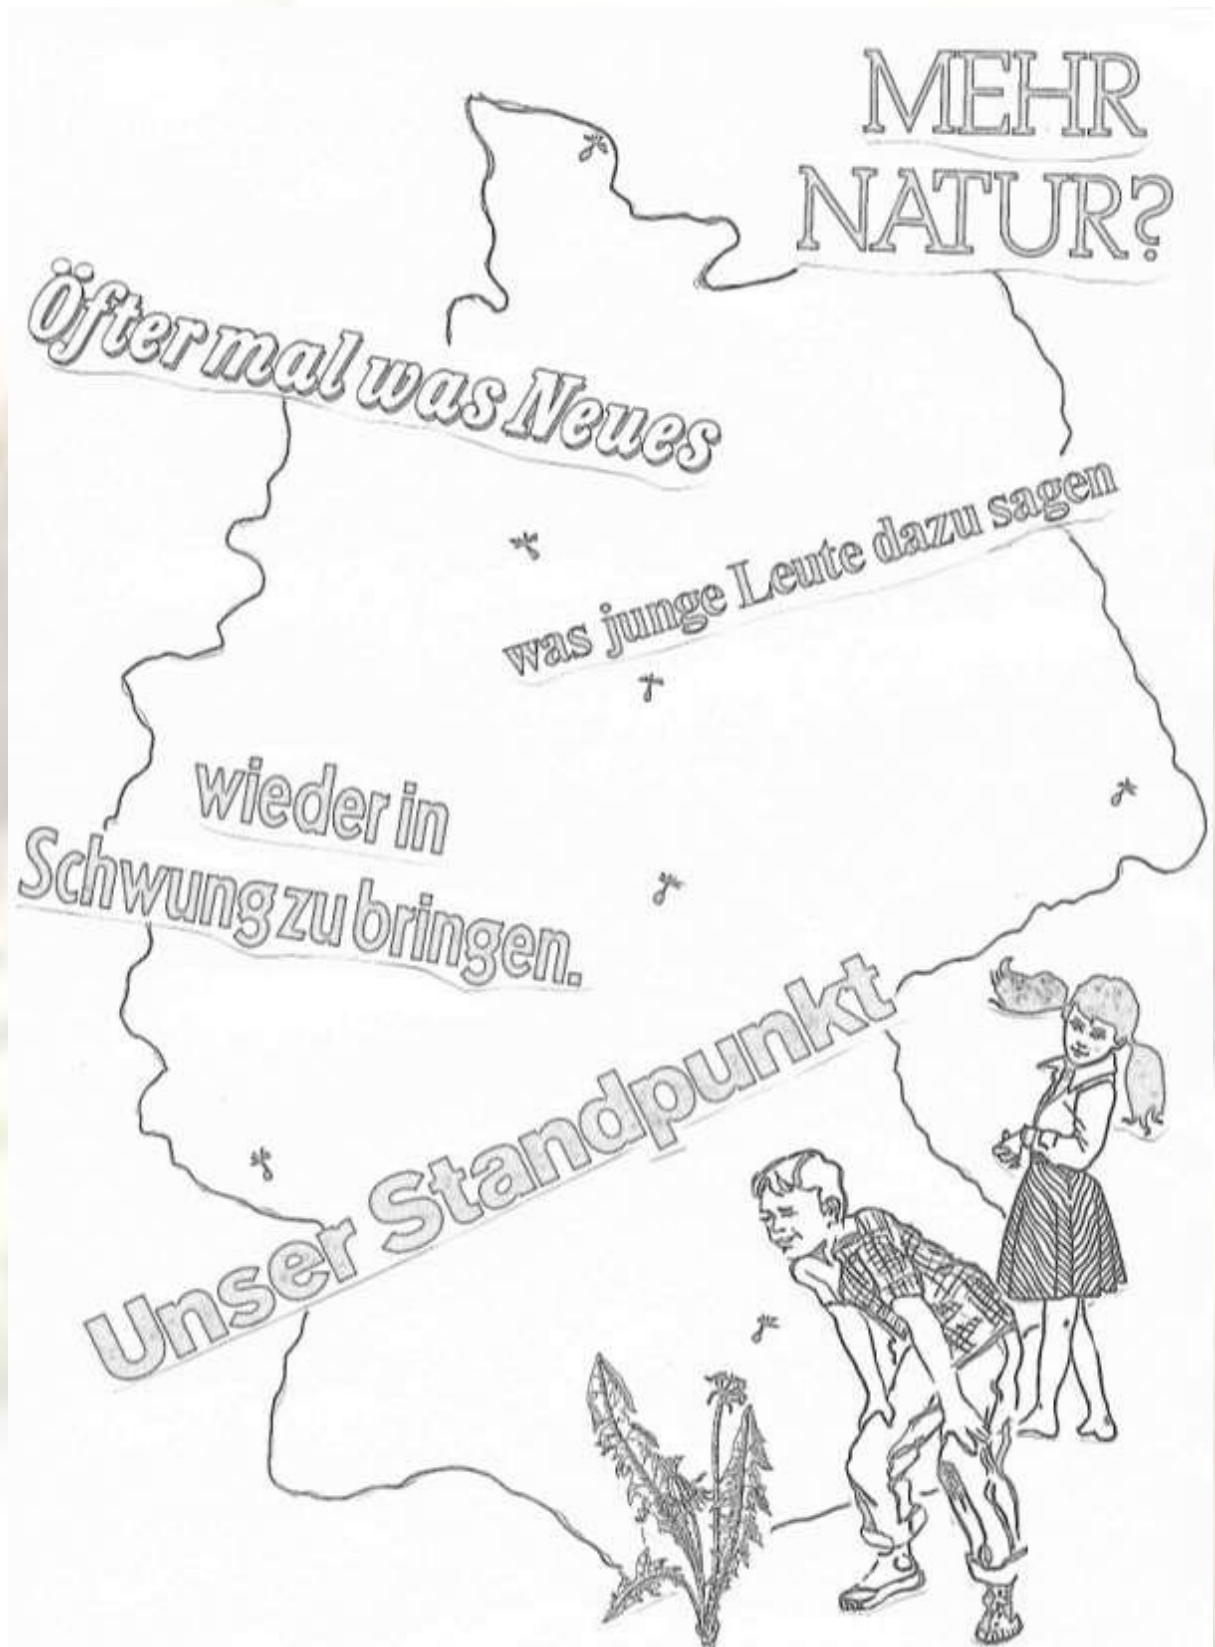 MEHR
NATUR?
Öfter mal was Neues
was junge Leute dazu sagen
wieder in
Schwung zu bringen.
Unser Standpunkt